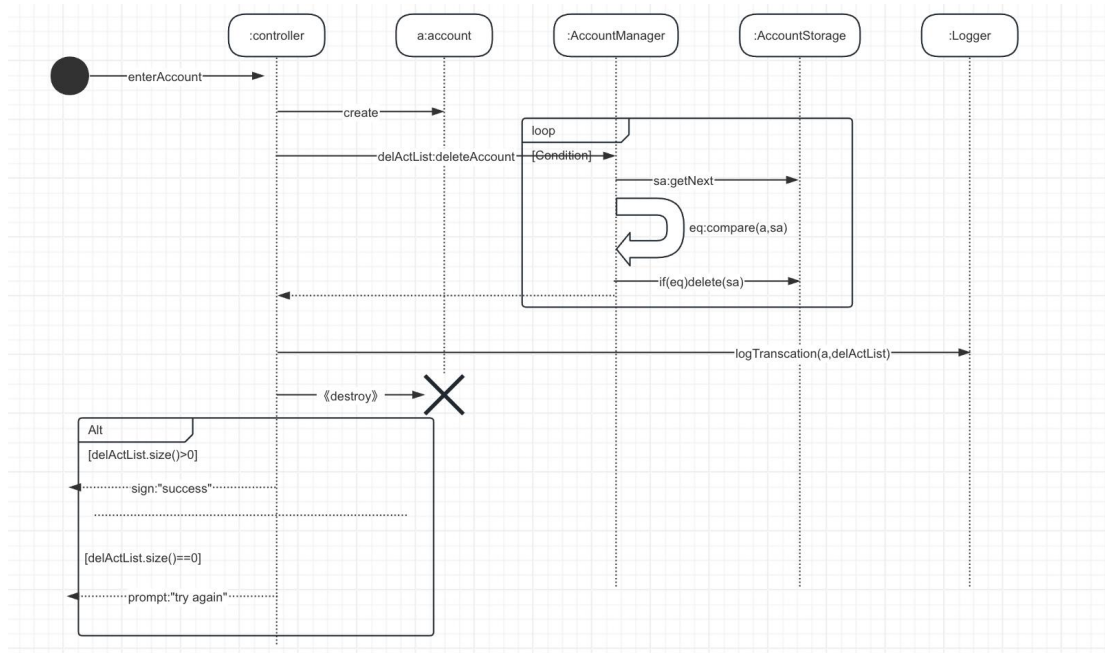 :controller
a:account
:AccountManager
:AccountStorage
:Logger
enterAccount
create
loop
delActList:deleteAccount
[Condition]
sa:getNext
eq:compare(a,sa)
if(eq)delete(sa)
logTranscation(a,delActList)
《destroy》
Alt
[delActList.size()>0]
sign:"success"
[delActList.size()==0]
prompt:"try again"